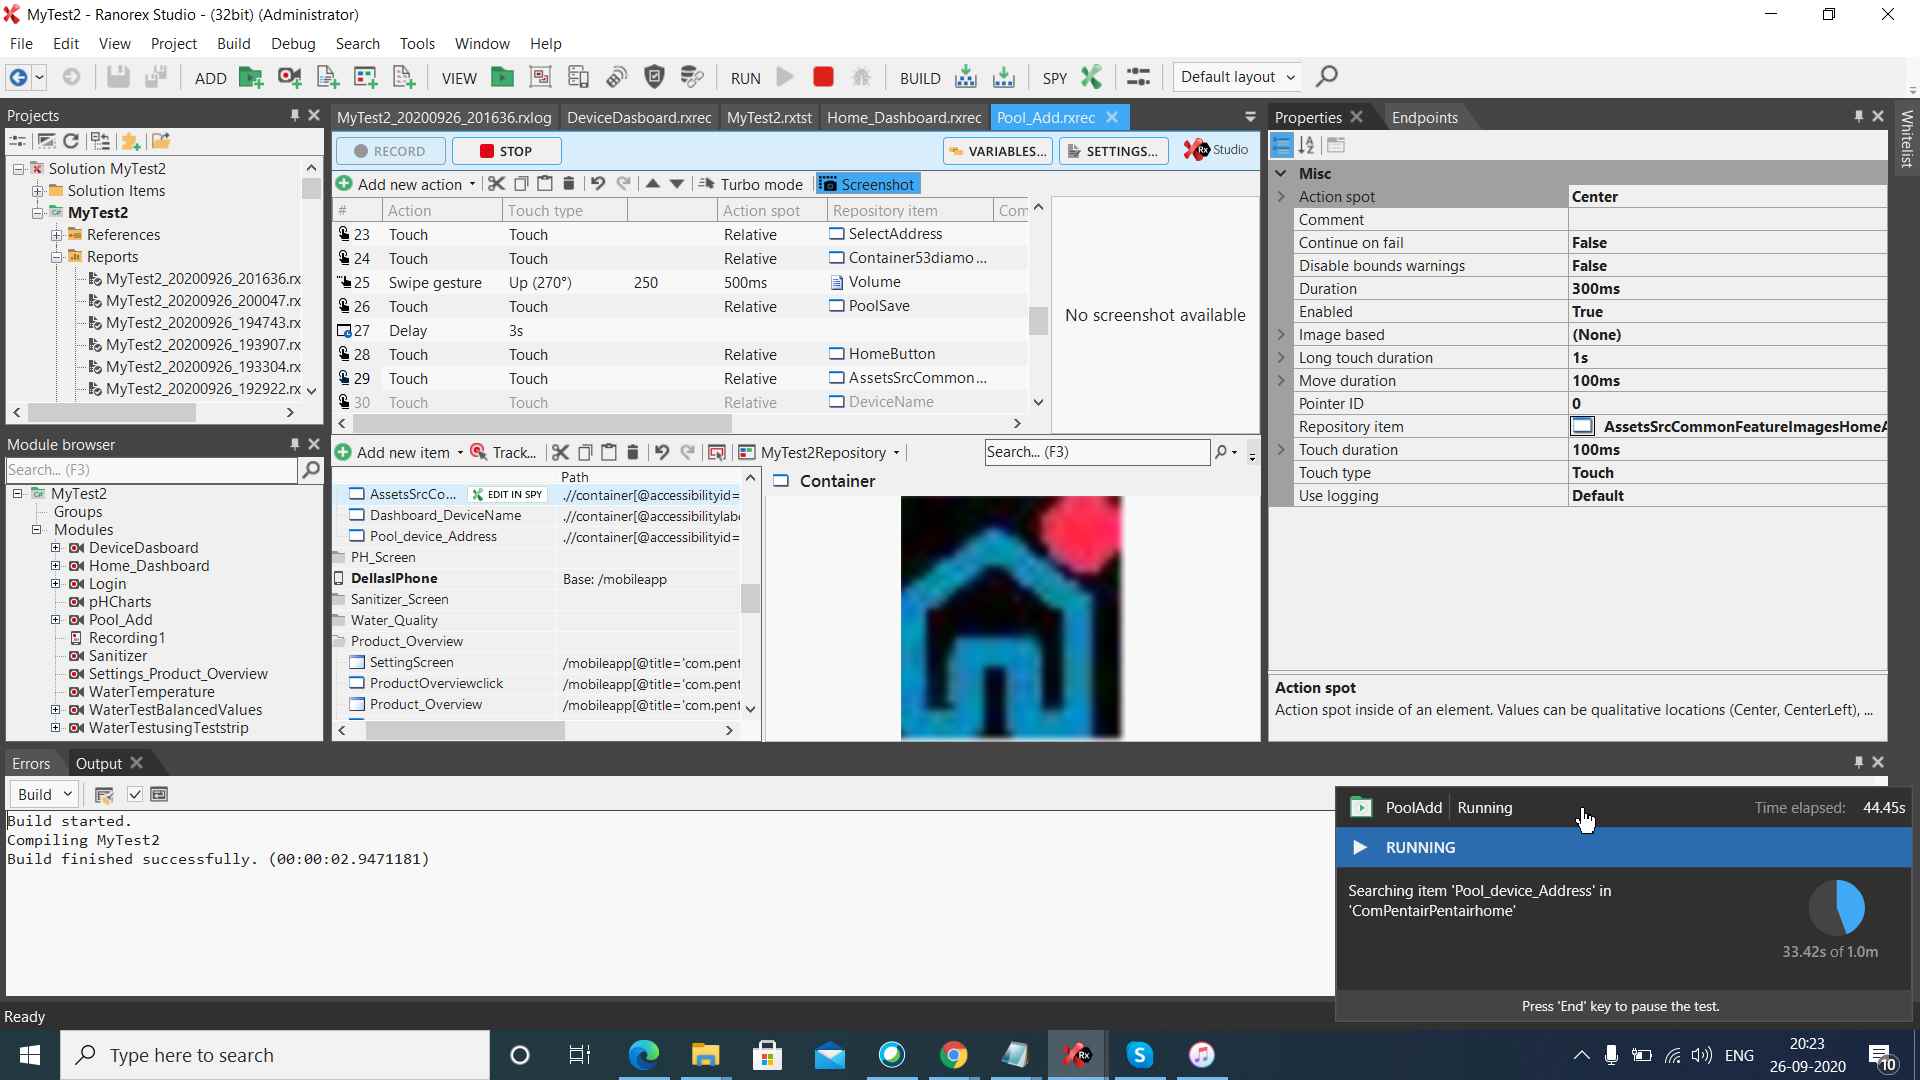 MyTest2 - Ranorex Studio - (32bit) (Administrator)
File Edit View Project Build Debug Search Tools Window Help
ADD VIEW RUN BUILD SPY Default layout
Projects
Solution MyTest2
Solution Items
MyTest2
References
Reports
MyTest2_20200926_201636.rx
MyTest2_20200926_200047.rx
MyTest2_20200926_194743.rx
MyTest2_20200926_193907.rx
MyTest2_20200926_193304.rx
MyTest2_20200926_192922.rx
Module browser
Search... (F3)
MyTest2
Groups
Modules
DeviceDasboard
Home_Dashboard
Login
pHCharts
Pool_Add
Recording1
Sanitizer
Settings_Product_Overview
WaterTemperature
WaterTestBalancedValues
WaterTestusingTeststrip
MyTest2_20200926_201636.rxlog DeviceDasboard.rxrec MyTest2.rxtst Home_Dashboard.rxrec Pool_Add.rxrec
RECORD STOP VARIABLES... SETTINGS... Rx Studio
Add new action Turbo mode Screenshot
# Action Touch type Action spot Repository item Com
23 Touch Touch Relative SelectAddress
24 Touch Touch Relative Container53diamo ...
25 Swipe gesture Up (270°) 250 500ms Volume
26 Touch Touch Relative PoolSave
27 Delay 3s
28 Touch Touch Relative HomeButton
29 Touch Touch Relative AssetsSrcCommon...
30 Touch Touch Relative DeviceName
No screenshot available
Add new item Track... MyTest2Repository Search... (F3)
Path
AssetsSrcCo... EDIT IN SPY .//container[@accessibilityid=
Dashboard_DeviceName .//container[@accessibilitylab
Pool_device_Address .//container[@accessibilityid=
PH_Screen
DellasIPhone Base: /mobileapp
Sanitizer_Screen
Water_Quality
Product_Overview
SettingScreen /mobileapp[@title='com.pent
ProductOverviewclick /mobileapp[@title='com.pent
Product_Overview /mobileapp[@title='com.pent
Container
Properties Endpoints
Whitelist
Misc
Action spot Center
Comment
Continue on fail False
Disable bounds warnings False
Duration 300ms
Enabled True
Image based (None)
Long touch duration 1s
Move duration 100ms
Pointer ID 0
Repository item AssetsSrcCommonFeatureImagesHomeA
Touch duration 100ms
Touch type Touch
Use logging Default
Action spot
Action spot inside of an element. Values can be qualitative locations (Center, CenterLeft), ...
Errors Output
Build
Build started.
Compiling MyTest2
Build finished successfully. (00:00:02.9471181)
PoolAdd Running Time elapsed: 44.45s
RUNNING
Searching item 'Pool_device_Address' in
'ComPentairPentairhome'
33.42s of 1.0m
Press 'End' key to pause the test.
Ready
Type here to search
Rx
ENG
20:23
26-09-2020
10